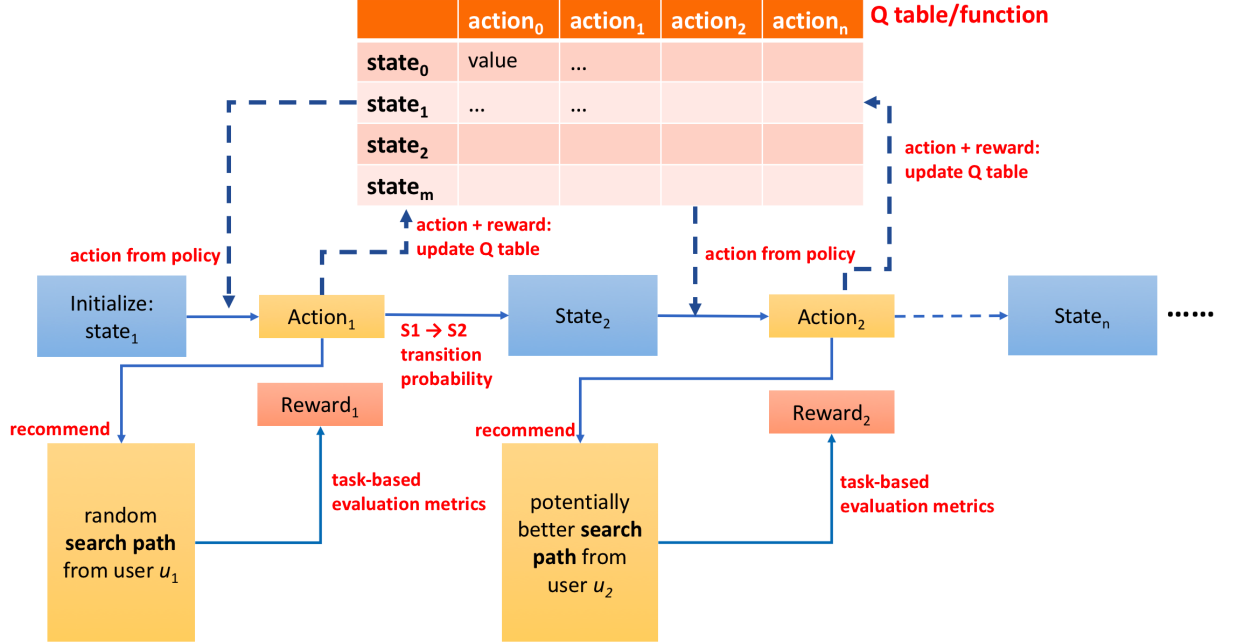 action₀ action₁ action₂ actionₙ
Q table/function
state₀ value ...
state₁ ... ...
state₂
stateₘ
action + reward:
update Q table
action + reward:
update Q table
action from policy
action from policy
Initialize:
state₁
Action₁
S1 → S2
transition
probability
State₂
Action₂
Stateₙ
......
recommend
Reward₁
task-based
evaluation metrics
random
search path
from user u₁
recommend
Reward₂
task-based
evaluation metrics
potentially
better search
path from
user u₂